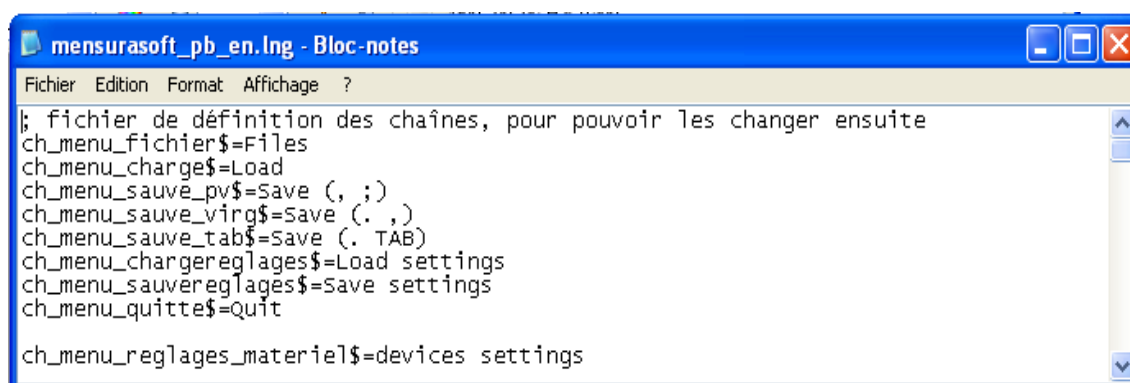 mensurasoft_pb_en.lng - Bloc-notes
Fichier Edition Format Affichage ?
; fichier de définition des chaînes, pour pouvoir les changer ensuite
ch_menu_fichier$=Files
ch_menu_charge$=Load
ch_menu_sauve_pv$=Save (, ;)
ch_menu_sauve_virg$=Save (. ,)
ch_menu_sauve_tab$=Save (. TAB)
ch_menu_chargereglages$=Load settings
ch_menu_sauvereglages$=Save settings
ch_menu_quitte$=Quit
ch_menu_reglages_materiel$=devices settings